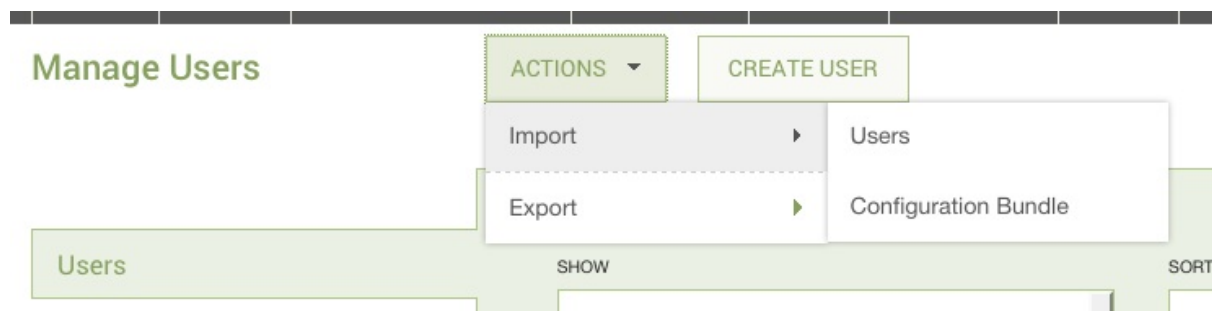 Manage Users
ACTIONS
CREATE USER
Import
Users
Export
Configuration Bundle
Users
SHOW
SORT